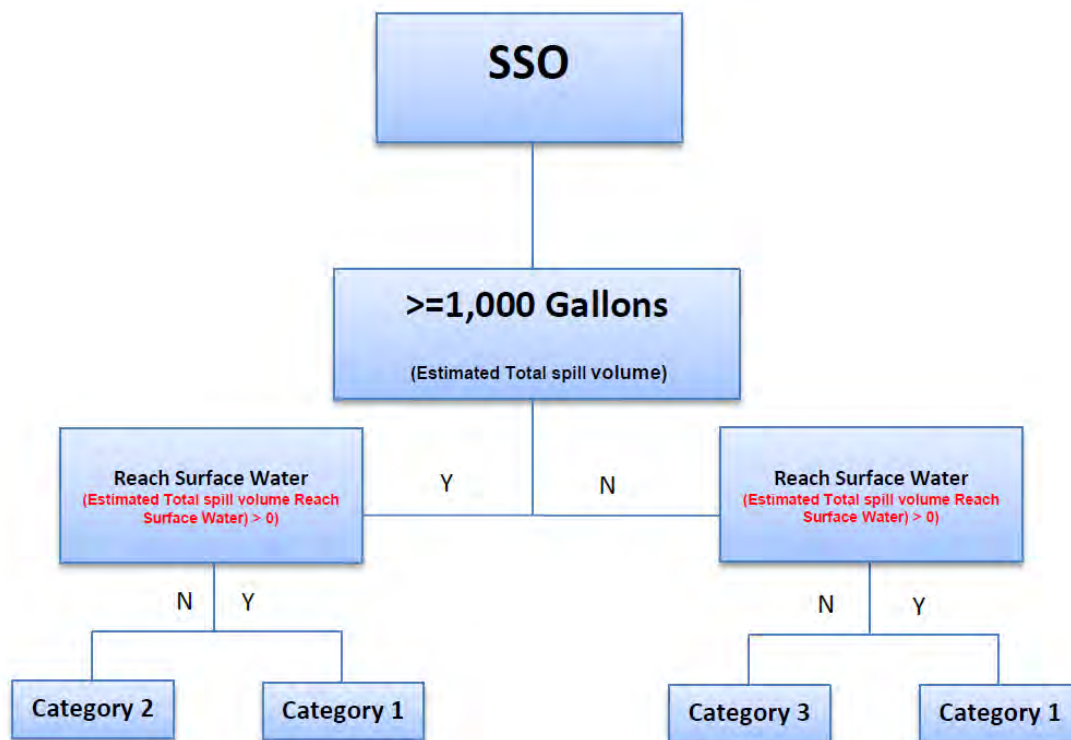 SSO
>=1,000 Gallons
(Estimated Total spill volume)
Reach Surface Water
(Estimated Total spill volume Reach
Surface Water) > 0)
Y
N
Reach Surface Water
(Estimated Total spill volume Reach
Surface Water) > 0)
N
Y
N
Y
Category 2
Category 1
Category 3
Category 1